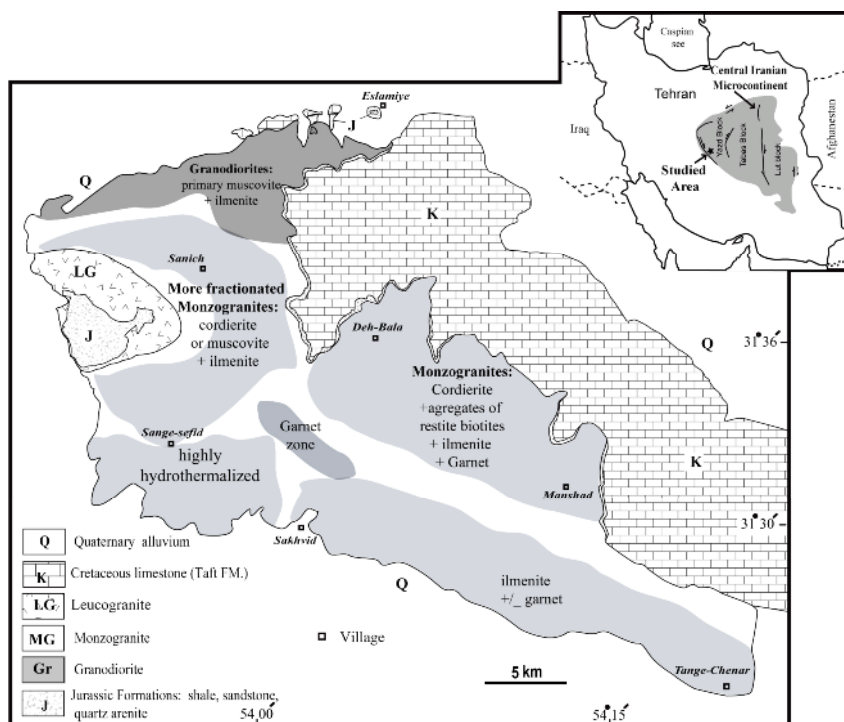 Caspian
see
Central Iranian
Microcontinent
Tehran
Iraq
Afghanistan
Yazd Block
Tabas Block
Lut block
Studied
Area
Eslamiye
J
Q
Granodiorites:
primary muscovite
+ ilmenite
K
Sanich
LG
More fractionated
Monzogranites:
cordierite
or muscovite
+ ilmenite
J
Deh-Bala
Q
31 36
Monzogranites:
Cordierite
+agregates of
restite biotites
+ ilmenite
+ Garnet
Garnet
zone
Sange-sefid
highly
hydrothermalized
K
Manshad
31 30
Sakhvid
Q
ilmenite
+/_ garnet
Tange-Chenar
Q Quaternary alluvium
K Cretaceous limestone (Taft FM.)
LG Leucogranite
MG Monzogranite
Village
Gr Granodiorite
5 km
J Jurassic Formations: shale, sandstone,
quartz arenite
54 00
54 15